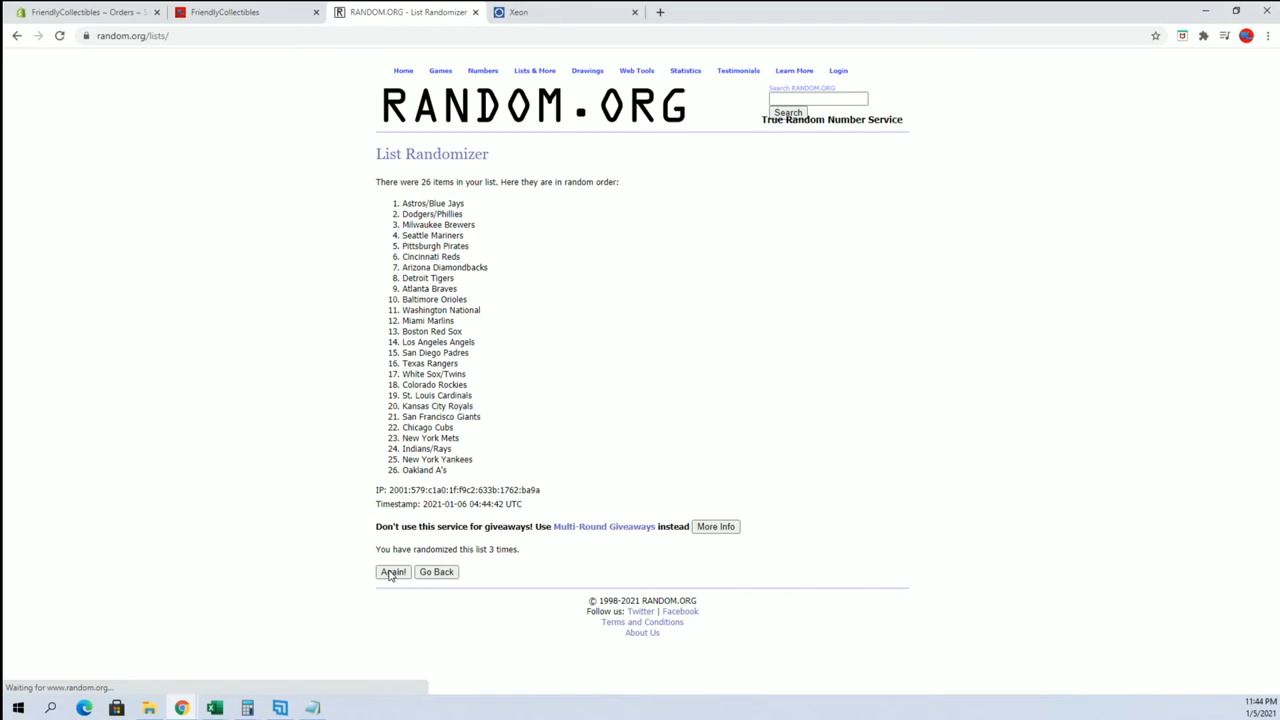 FriendlyCollectibles – Orders –
FriendlyCollectibles
RANDOM.ORG - List Randomizer
Xeon
random.org/lists/
Home Games Numbers Lists & More Drawings Web Tools Statistics Testimonials Learn More Login
Search RANDOM.ORG
RANDOM.ORG
Search
True Random Number Service
List Randomizer
There were 26 items in your list. Here they are in random order:
1. Astros/Blue Jays
2. Dodgers/Phillies
3. Milwaukee Brewers
4. Seattle Mariners
5. Pittsburgh Pirates
6. Cincinnati Reds
7. Arizona Diamondbacks
8. Detroit Tigers
9. Atlanta Braves
10. Baltimore Orioles
11. Washington National
12. Miami Marlins
13. Boston Red Sox
14. Los Angeles Angels
15. San Diego Padres
16. Texas Rangers
17. White Sox/Twins
18. Colorado Rockies
19. St. Louis Cardinals
20. Kansas City Royals
21. San Francisco Giants
22. Chicago Cubs
23. New York Mets
24. Indians/Rays
25. New York Yankees
26. Oakland A's
IP: 2001:579:c1a0:1f:f9c2:633b:1762:ba9a
Timestamp: 2021-01-06 04:44:42 UTC
Don't use this service for giveaways! Use Multi-Round Giveaways instead More Info
You have randomized this list 3 times.
Again! Go Back
© 1998-2021 RANDOM.ORG
Follow us: Twitter | Facebook
Terms and Conditions
About Us
Waiting for www.random.org...
11:44 PM
1/5/2021